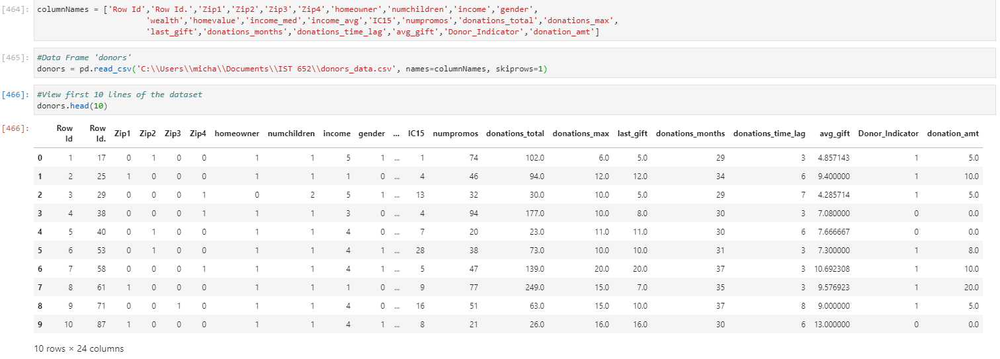 [464]: columnNames = ['Row Id','Row Id.','Zip1','Zip2','Zip3','Zip4','homeowner','numchildren','income','gender',
'wealth','homevalue','income_med','income_avg','IC15','numpromos','donations_total','donations_max',
'last_gift','donations_months','donations_time_lag','avg_gift','Donor_Indicator','donation_amt']
[465]: #Data Frame 'donors'
donors = pd.read_csv('C:\\Users\\micha\\Documents\\IST 652\\donors_data.csv', names=columnNames, skiprows=1)
[466]: #View first 10 lines of the dataset
donors.head(10)
[466]: Row Id Row Id. Zip1 Zip2 Zip3 Zip4 homeowner numchildren income gender ... IC15 numpromos donations_total donations_max last_gift donations_months donations_time_lag avg_gift Donor_Indicator donation_amt
0 1 17 0 1 0 0 1 1 5 1 ... 1 74 102.0 6.0 5.0 29 3 4.857143 1 5.0
1 2 25 1 0 0 0 1 1 1 0 ... 4 46 94.0 12.0 12.0 34 6 9.400000 1 10.0
2 3 29 0 0 0 1 0 2 5 1 ... 13 32 30.0 10.0 5.0 29 7 4.285714 1 5.0
3 4 38 0 0 0 1 1 1 3 0 ... 4 94 177.0 10.0 8.0 30 3 7.080000 0 0.0
4 5 40 0 1 0 0 1 1 4 0 ... 7 20 23.0 11.0 11.0 30 6 7.666667 0 0.0
5 6 53 0 1 0 0 1 1 4 1 ... 28 38 73.0 10.0 10.0 31 3 7.300000 1 8.0
6 7 58 0 0 0 1 1 1 4 1 ... 5 47 139.0 20.0 20.0 37 3 10.692308 1 10.0
7 8 61 1 0 0 0 1 1 1 0 ... 9 77 249.0 15.0 7.0 35 3 9.576923 1 20.0
8 9 71 0 0 1 0 1 1 4 0 ... 16 51 63.0 15.0 10.0 37 8 9.000000 1 5.0
9 10 87 1 0 0 0 1 1 4 1 ... 8 21 26.0 16.0 16.0 30 6 13.000000 0 0.0
10 rows × 24 columns